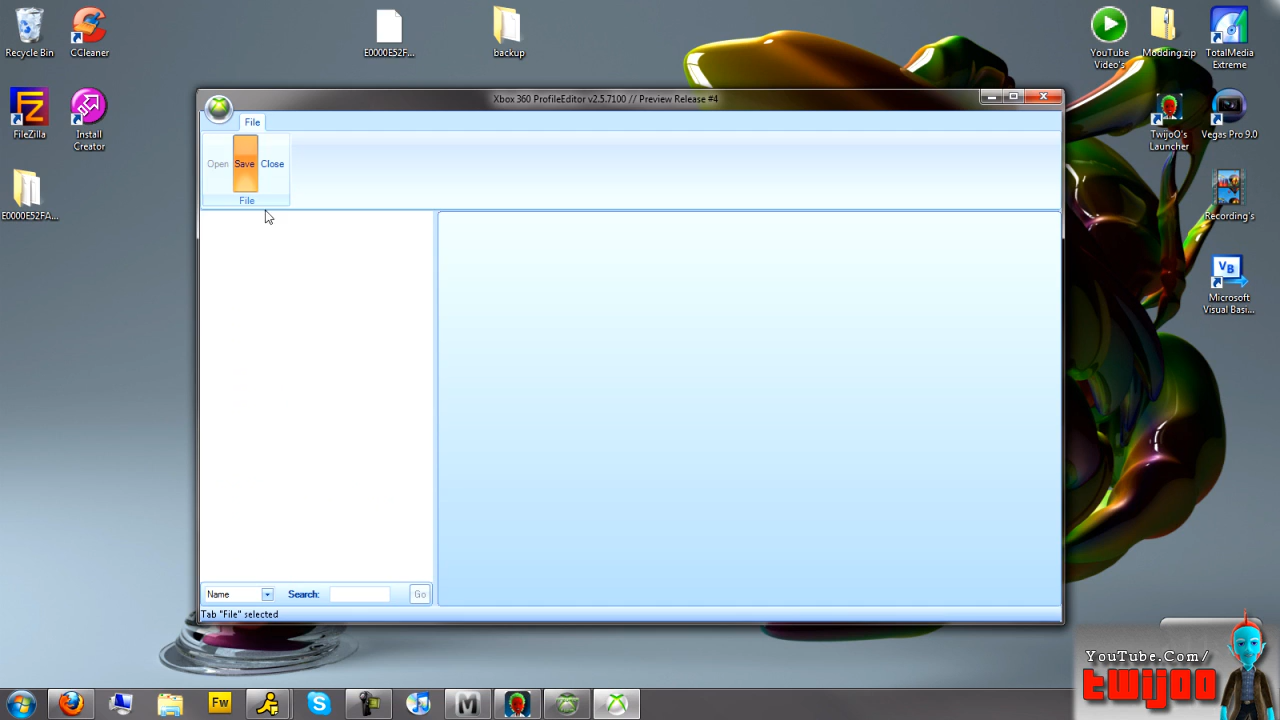 Recycle Bin
CCleaner
E0000E52F...
backup
YouTube
Video's
Modding.zip
TotalMedia
Extreme
FileZilla
Install
Creator
E0000E52FA...
TwijoO's
Launcher
Vegas Pro 9.0
Recording's
VB
Microsoft
Visual Basi...
Xbox 360 ProfileEditor v2.5.7100 // Preview Release #4
File
Open
Save
Close
File
Name
Search:
Go
Tab "File" selected
YouTube.Com/
TWIJOO
Fw
S
M